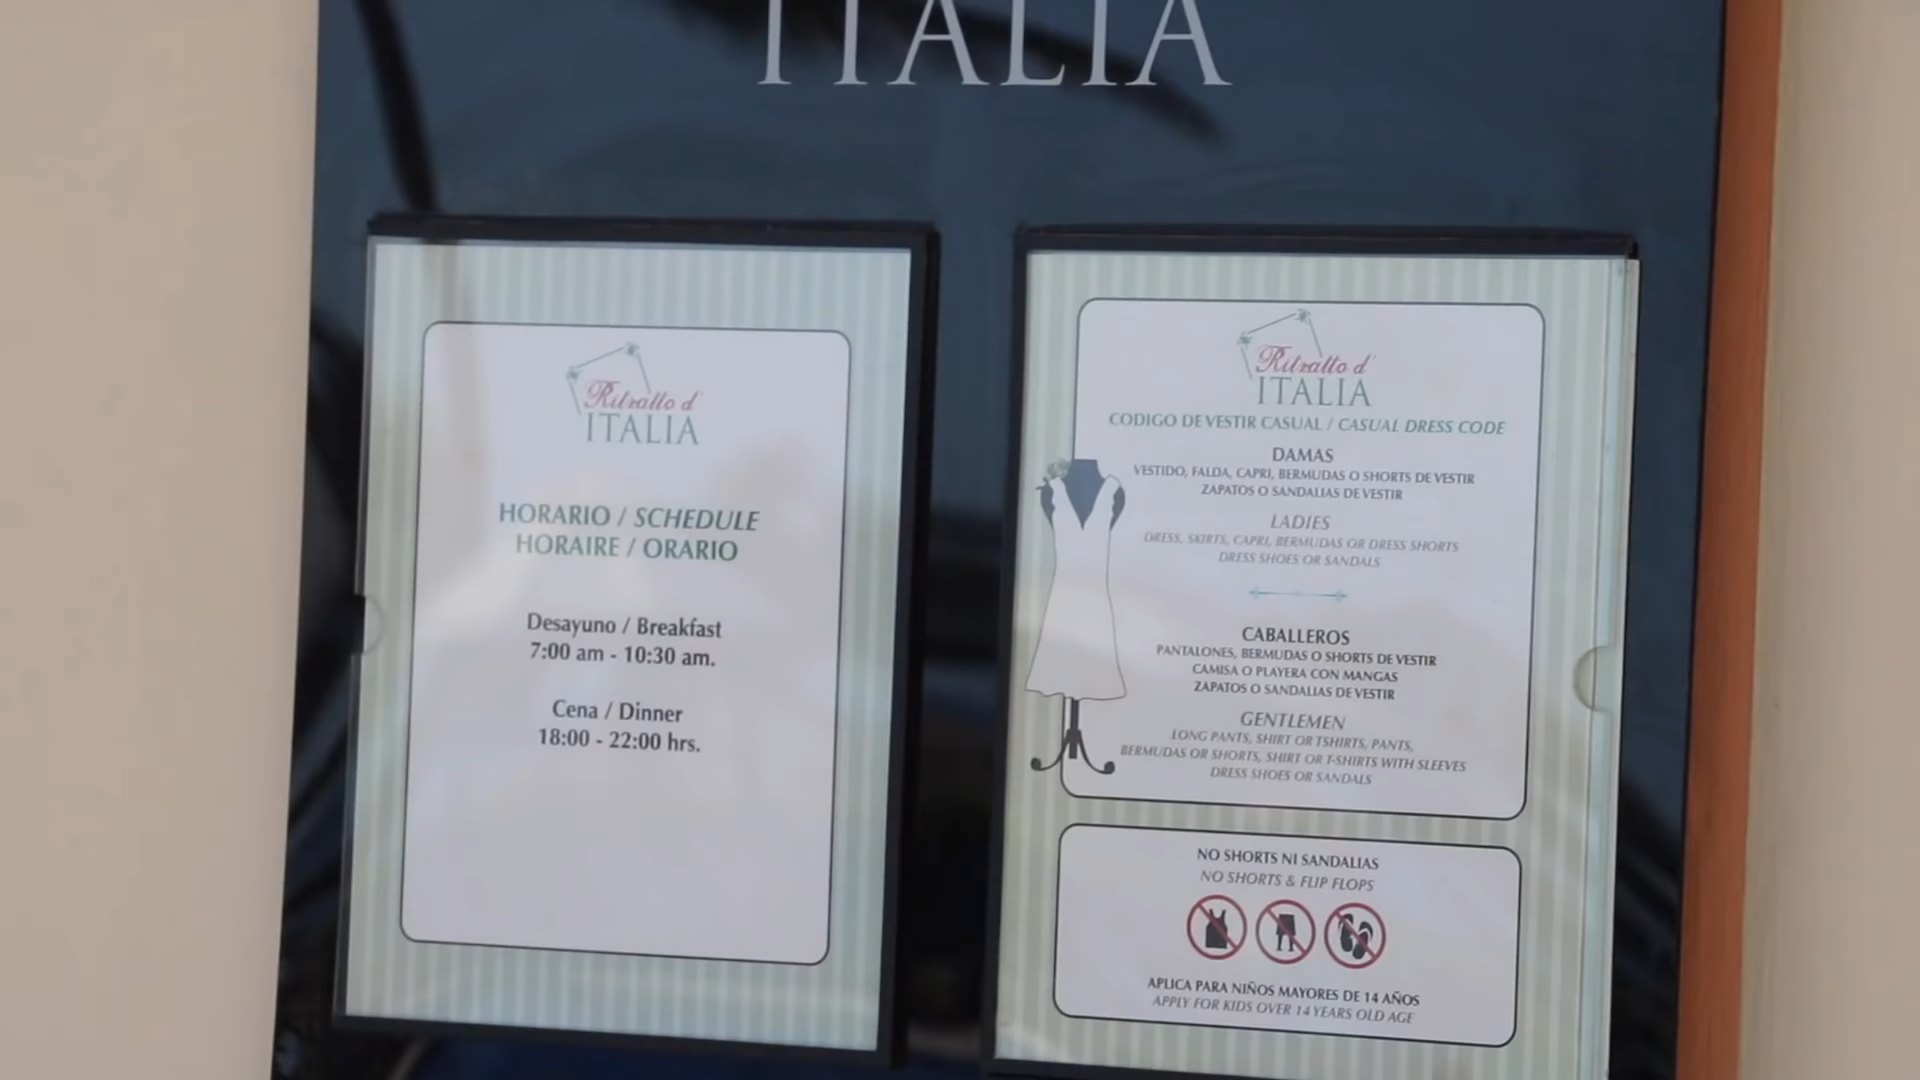 ITALIA
Ritratto d'
ITALIA
HORARIO / SCHEDULE
HORAIRE / ORARIO
Desayuno / Breakfast
7:00 am - 10:30 am.
Cena / Dinner
18:00 - 22:00 hrs.
Ritratto d'
ITALIA
CODIGO DE VESTIR CASUAL / CASUAL DRESS CODE
DAMAS
VESTIDO, FALDA, CAPRI, BERMUDAS O SHORTS DE VESTIR
ZAPATOS O SANDALIAS DE VESTIR
LADIES
DRESS, SKIRTS, CAPRI, BERMUDAS OR DRESS SHORTS
DRESS SHOES OR SANDALS
CABALLEROS
PANTALONES, BERMUDAS O SHORTS DE VESTIR
CAMISA O PLAYERA CON MANGAS
ZAPATOS O SANDALIAS DE VESTIR
GENTLEMEN
LONG PANTS, SHIRT OR TSHIRTS, PANTS,
BERMUDAS OR SHORTS, SHIRT OR T-SHIRTS WITH SLEEVES
DRESS SHOES OR SANDALS
NO SHORTS NI SANDALIAS
NO SHORTS & FLIP FLOPS
APLICA PARA NIÑOS MAYORES DE 14 AÑOS
APPLY FOR KIDS OVER 14 YEARS OLD AGE